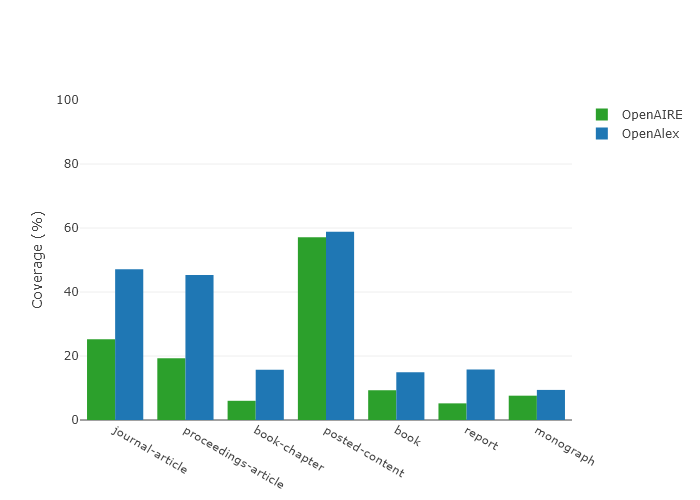 100
80
60
40
20
0
Coverage (%)
journal-article
proceedings-article
book-chapter
posted-content
book
report
monograph
OpenAIRE
OpenAlex